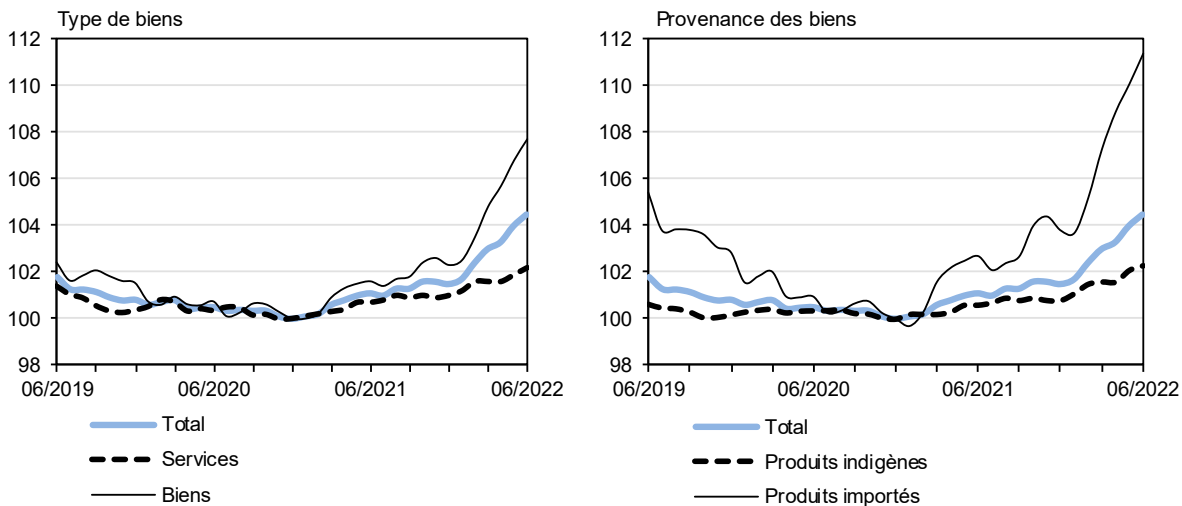 Type de biens
112
110
108
106
104
102
100
98
06/2019 06/2020 06/2021 06/2022
Total
Services
Biens
Provenance des biens
112
110
108
106
104
102
100
98
06/2019 06/2020 06/2021 06/2022
Total
Produits indigènes
Produits importés